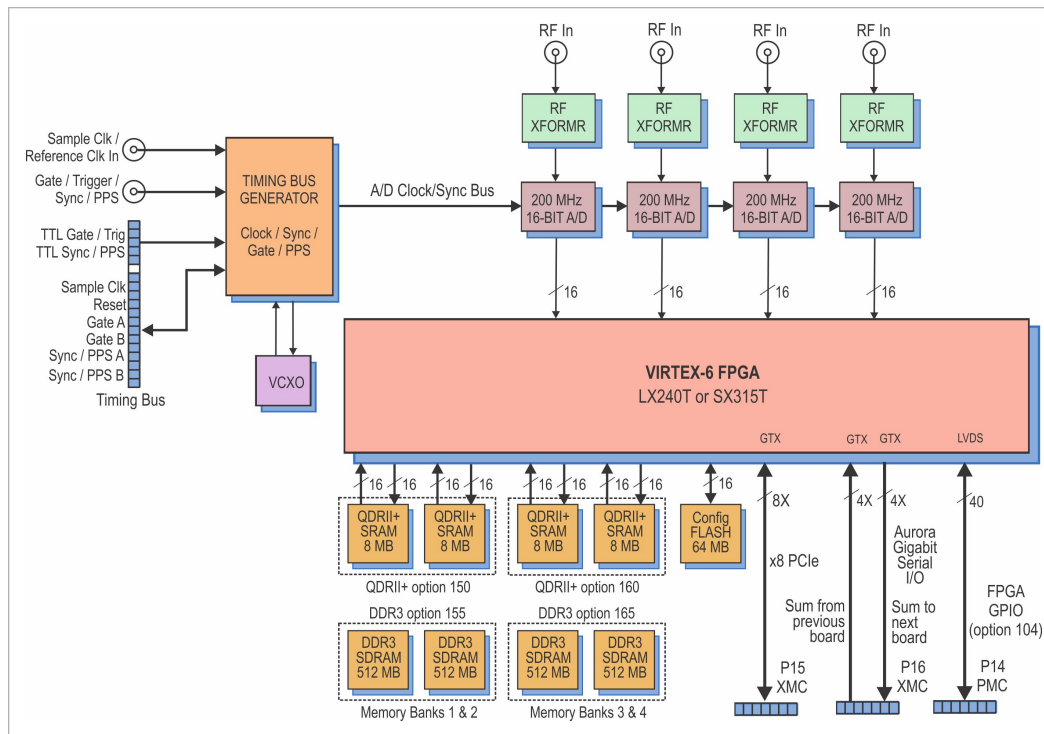 RF In RF In RF In RF In
RF
XFORMR
RF
XFORMR
RF
XFORMR
RF
XFORMR
Sample Clk /
Reference Clk In
Gate / Trigger /
Sync / PPS
TTL Gate / Trig
TTL Sync / PPS
Sample Clk
Reset
Gate A
Gate B
Sync / PPS A
Sync / PPS B
Timing Bus
TIMING BUS
GENERATOR
Clock / Sync /
Gate / PPS
VCXO
A/D Clock/Sync Bus
200 MHz
16-BIT A/D
200 MHz
16-BIT A/D
200 MHz
16-BIT A/D
200 MHz
16-BIT A/D
16 16 16 16
VIRTEX-6 FPGA
LX240T or SX315T
GTX GTX GTX LVDS
16 16 16 16 16 16 16 16 16 8X 4X 4X 40
QDRII+
SRAM
8 MB
QDRII+
SRAM
8 MB
QDRII+ option 150
QDRII+
SRAM
8 MB
QDRII+
SRAM
8 MB
QDRII+ option 160
Config
FLASH
64 MB
DDR3 option 155
DDR3
SDRAM
512 MB
DDR3
SDRAM
512 MB
Memory Banks 1 & 2
DDR3 option 165
DDR3
SDRAM
512 MB
DDR3
SDRAM
512 MB
Memory Banks 3 & 4
x8 PCIe
P15
XMC
Sum from
previous
board
Aurora
Gigabit
Serial
I/O
Sum to
next
board
P16
XMC
FPGA
GPIO
(option 104)
P14
PMC